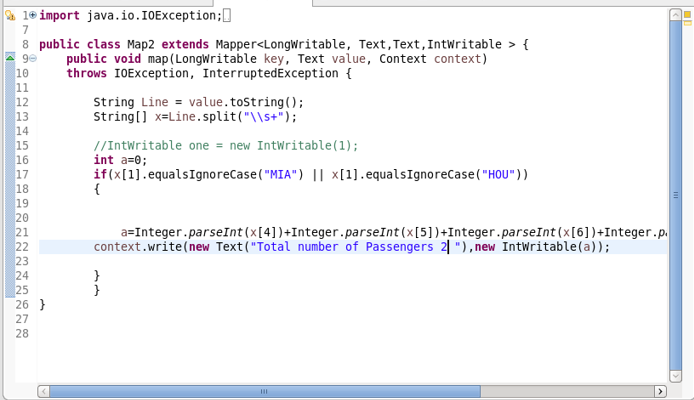 1 import java.io.IOException;
7
8 public class Map2 extends Mapper<LongWritable, Text,Text,IntWritable > {
9 public void map(LongWritable key, Text value, Context context)
10 throws IOException, InterruptedException {
11
12 String Line = value.toString();
13 String[] x=Line.split("\\s+");
14
15 //IntWritable one = new IntWritable(1);
16 int a=0;
17 if(x[1].equalsIgnoreCase("MIA") || x[1].equalsIgnoreCase("HOU"))
18 {
19
20
21 a=Integer.parseInt(x[4])+Integer.parseInt(x[5])+Integer.parseInt(x[6])+Integer.pa
22 context.write(new Text("Total number of Passengers 2 "),new IntWritable(a));
23
24 }
25 }
26 }
27
28